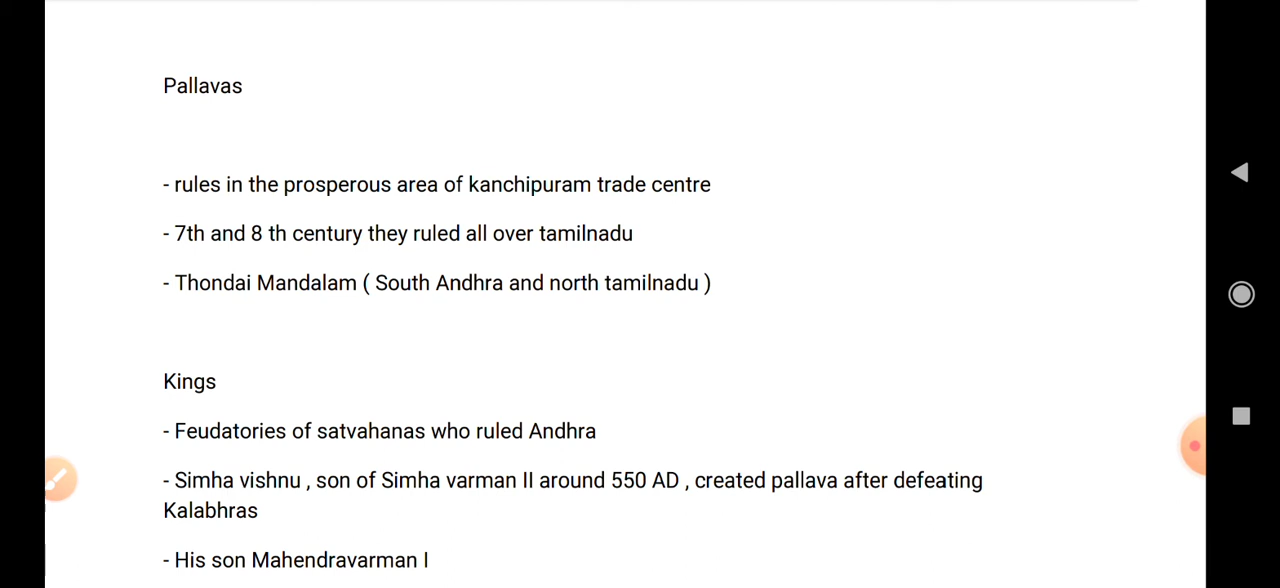 Pallavas
- rules in the prosperous area of kanchipuram trade centre
- 7th and 8 th century they ruled all over tamilnadu
- Thondai Mandalam ( South Andhra and north tamilnadu )
Kings
- Feudatories of satvahanas who ruled Andhra
- Simha vishnu , son of Simha varman II around 550 AD , created pallava after defeating
Kalabhras
- His son Mahendravarman I